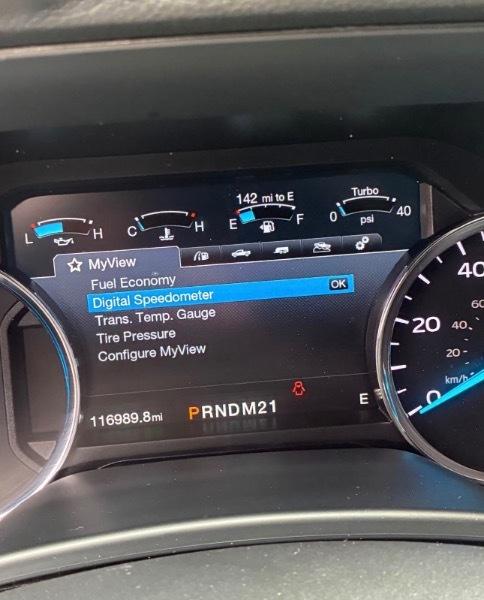 142 mi to E
Turbo
L H C H E F 0 psi 40
MyView
Fuel Economy
Digital Speedometer OK
Trans. Temp. Gauge
Tire Pressure
Configure MyView
116989.8mi PRNDM21 E
40
60
20
40
20
km/h
0